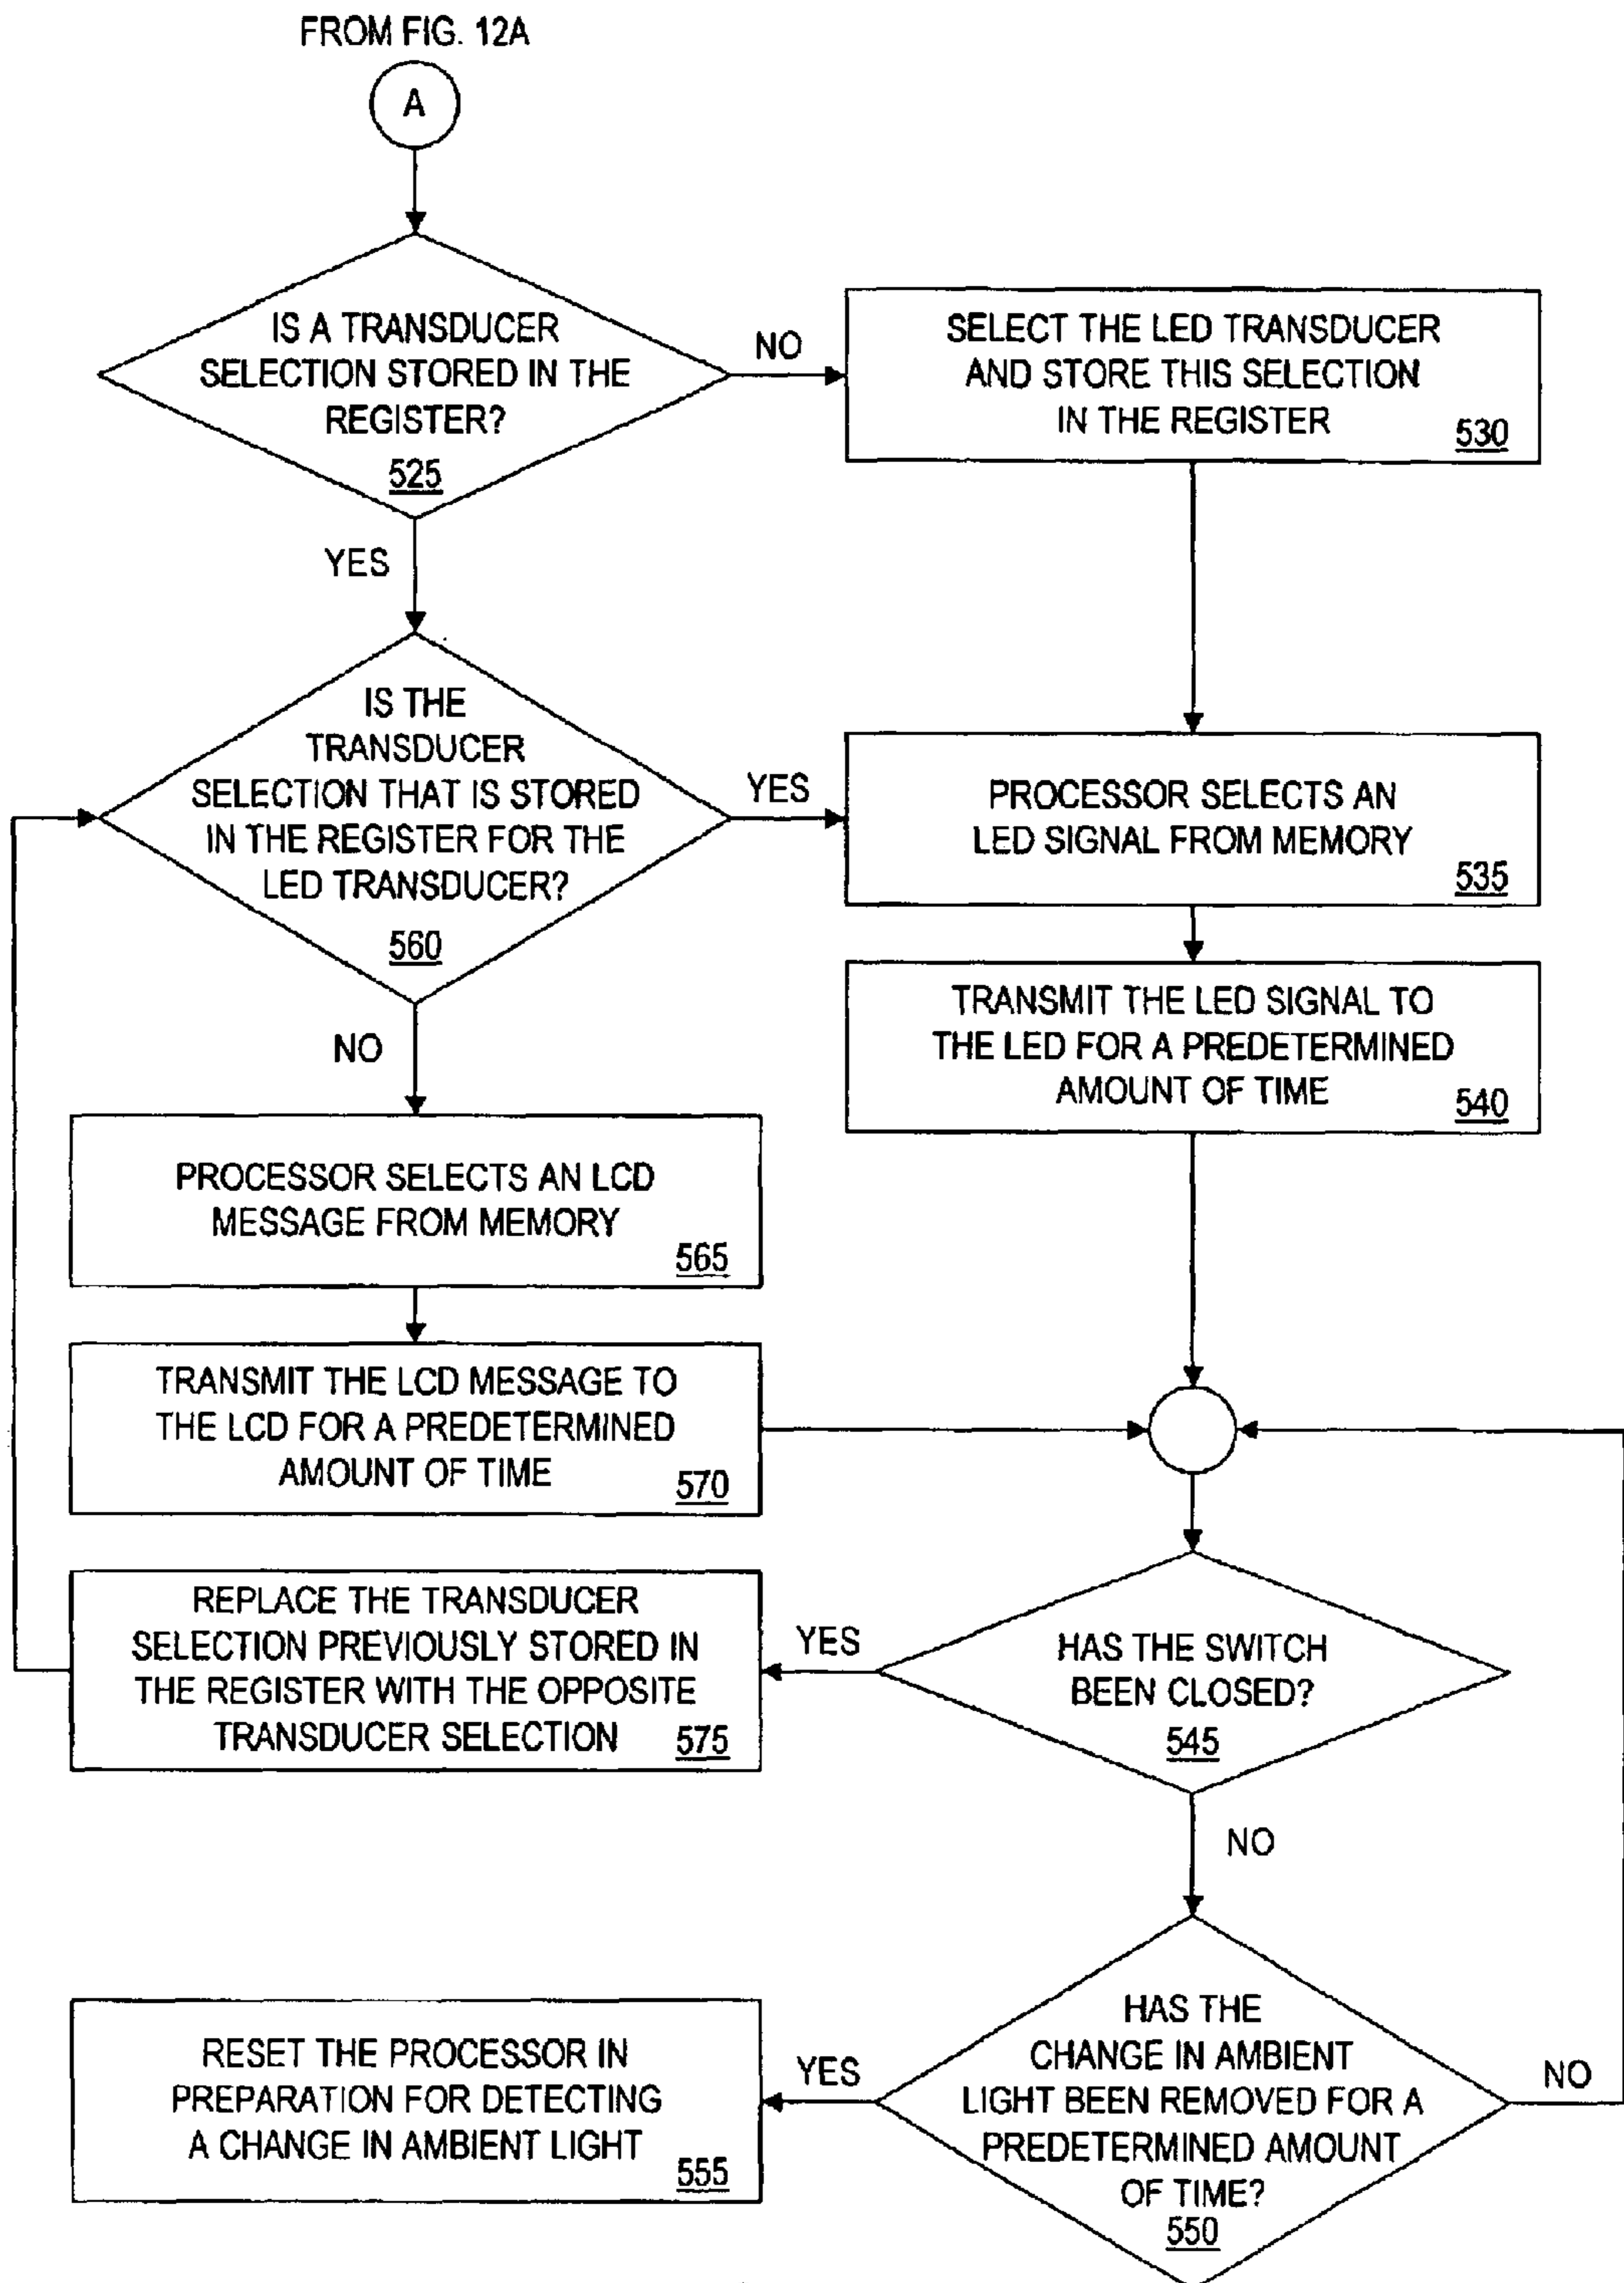 FROM FIG. 12A
A
IS A TRANSDUCER
SELECTION STORED IN THE
REGISTER?
525
NO
SELECT THE LED TRANSDUCER
AND STORE THIS SELECTION
IN THE REGISTER
530
YES
IS THE
TRANSDUCER
SELECTION THAT IS STORED
IN THE REGISTER FOR THE
LED TRANSDUCER?
560
YES
PROCESSOR SELECTS AN
LED SIGNAL FROM MEMORY
535
TRANSMIT THE LED SIGNAL TO
THE LED FOR A PREDETERMINED
AMOUNT OF TIME
540
NO
PROCESSOR SELECTS AN LCD
MESSAGE FROM MEMORY
565
TRANSMIT THE LCD MESSAGE TO
THE LCD FOR A PREDETERMINED
AMOUNT OF TIME
570
REPLACE THE TRANSDUCER
SELECTION PREVIOUSLY STORED IN
THE REGISTER WITH THE OPPOSITE
TRANSDUCER SELECTION
575
YES
HAS THE SWITCH
BEEN CLOSED?
545
NO
RESET THE PROCESSOR IN
PREPARATION FOR DETECTING
A CHANGE IN AMBIENT LIGHT
555
YES
HAS THE
CHANGE IN AMBIENT
LIGHT BEEN REMOVED FOR A
PREDETERMINED AMOUNT
OF TIME?
550
NO